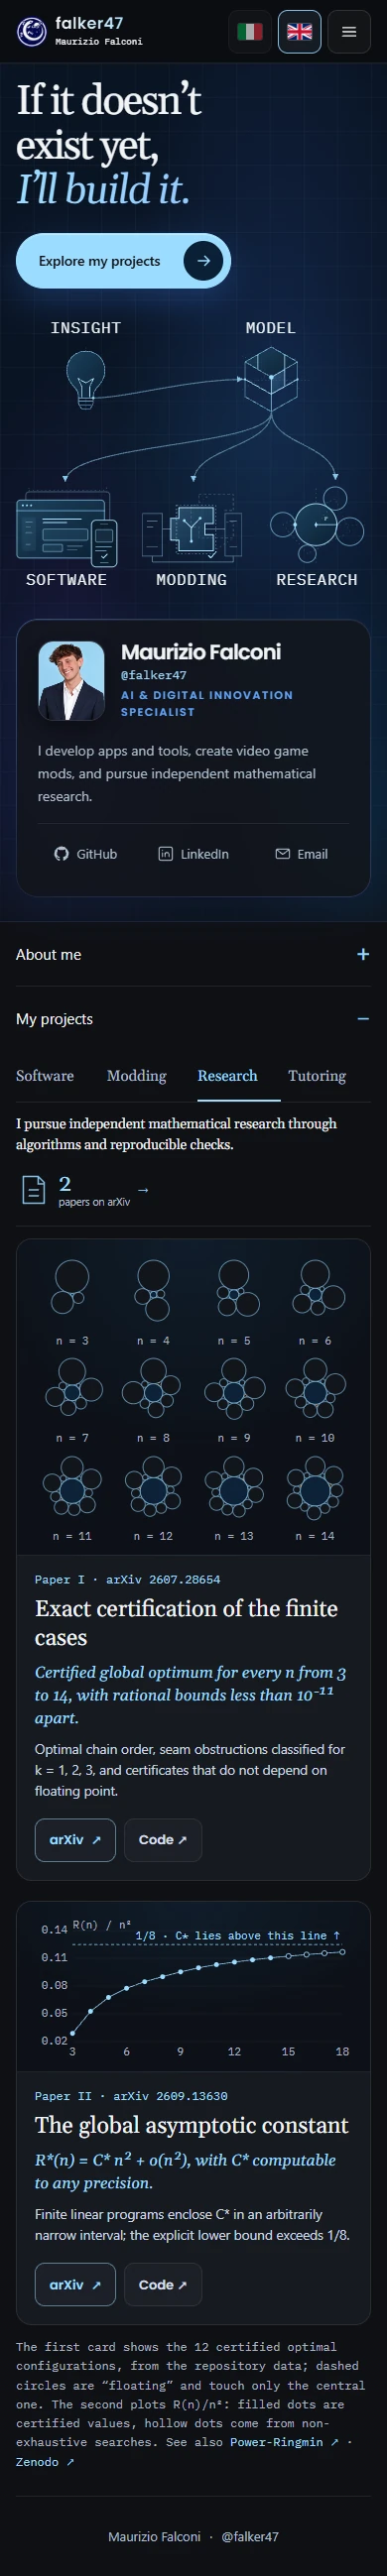 falker47
Maurizio Falconi
If it doesn't
exist yet,
I'll build it.
Explore my projects →
INSIGHT
MODEL
SOFTWARE
MODDING
RESEARCH
Maurizio Falconi
@falker47
AI & DIGITAL INNOVATION
SPECIALIST
I develop apps and tools, create video game
mods, and pursue independent mathematical
research.
GitHub
LinkedIn
Email
About me +
My projects −
Software
Modding
Research
Tutoring
I pursue independent mathematical research through
algorithms and reproducible checks.
2
papers on arXiv →
n = 3
n = 4
n = 5
n = 6
n = 7
n = 8
n = 9
n = 10
n = 11
n = 12
n = 13
n = 14
Paper I · arXiv 2607.28654
Exact certification of the finite
cases
Certified global optimum for every n from 3
to 14, with rational bounds less than 10⁻¹¹
apart.
Optimal chain order, seam obstructions classified for
k = 1, 2, 3, and certificates that do not depend on
floating point.
arXiv ↗
Code ↗
R(n) / n²
1/8 · C* lies above this line ↑
0.14
0.11
0.08
0.05
0.02
3
6
9
12
15
18
Paper II · arXiv 2609.13630
The global asymptotic constant
R*(n) = C* n² + o(n²), with C* computable
to any precision.
Finite linear programs enclose C* in an arbitrarily
narrow interval; the explicit lower bound exceeds 1/8.
arXiv ↗
Code ↗
The first card shows the 12 certified optimal
configurations, from the repository data; dashed
circles are “floating” and touch only the central
one. The second plots R(n)/n²: filled dots are
certified values, hollow dots come from non-
exhaustive searches. See also Power-Ringmin ↗ ·
Zenodo ↗
Maurizio Falconi · @falker47